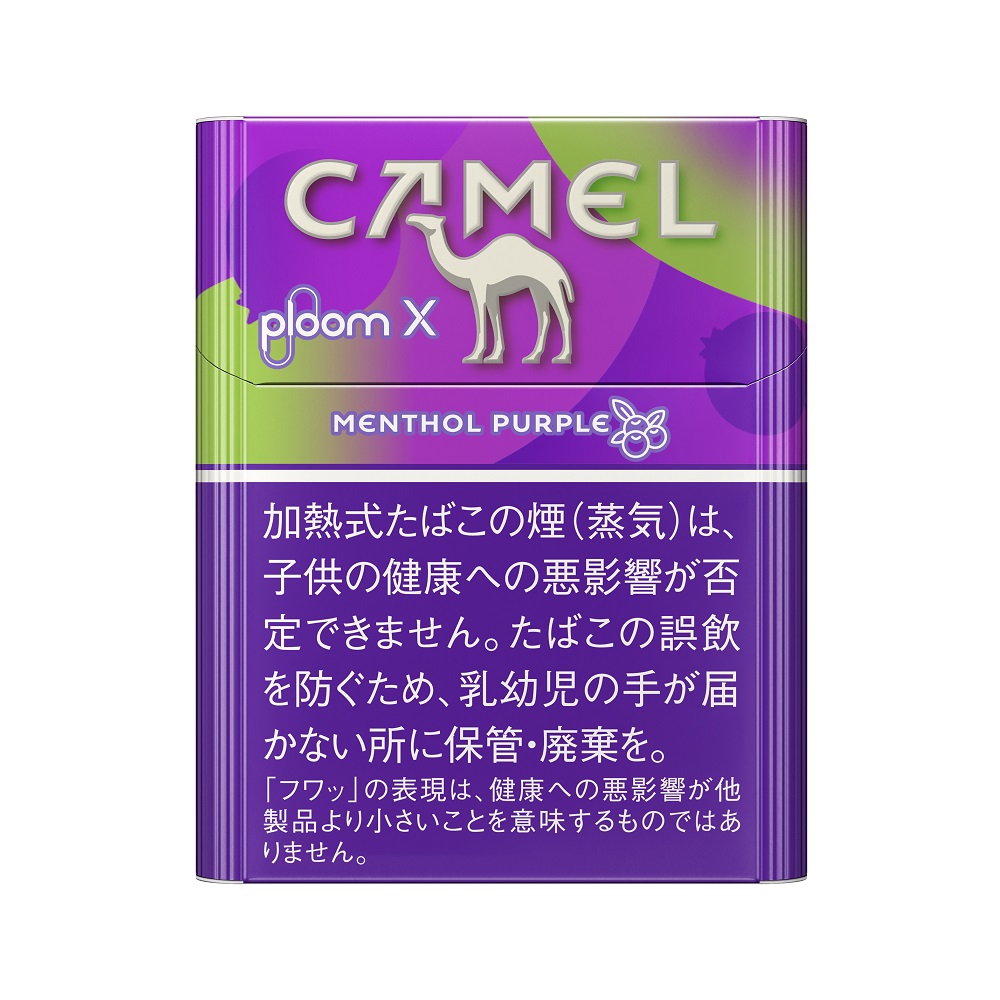 CAMEL
ploom X
MENTHOL PURPLE
加熱式たばこの煙（蒸気）は、
子供の健康への悪影響が否
定できません。たばこの誤飲
を防ぐため、乳幼児の手が届
かない所に保管・廃棄を。
「フワッ」の表現は、健康への悪影響が他
製品より小さいことを意味するものではあ
りません。